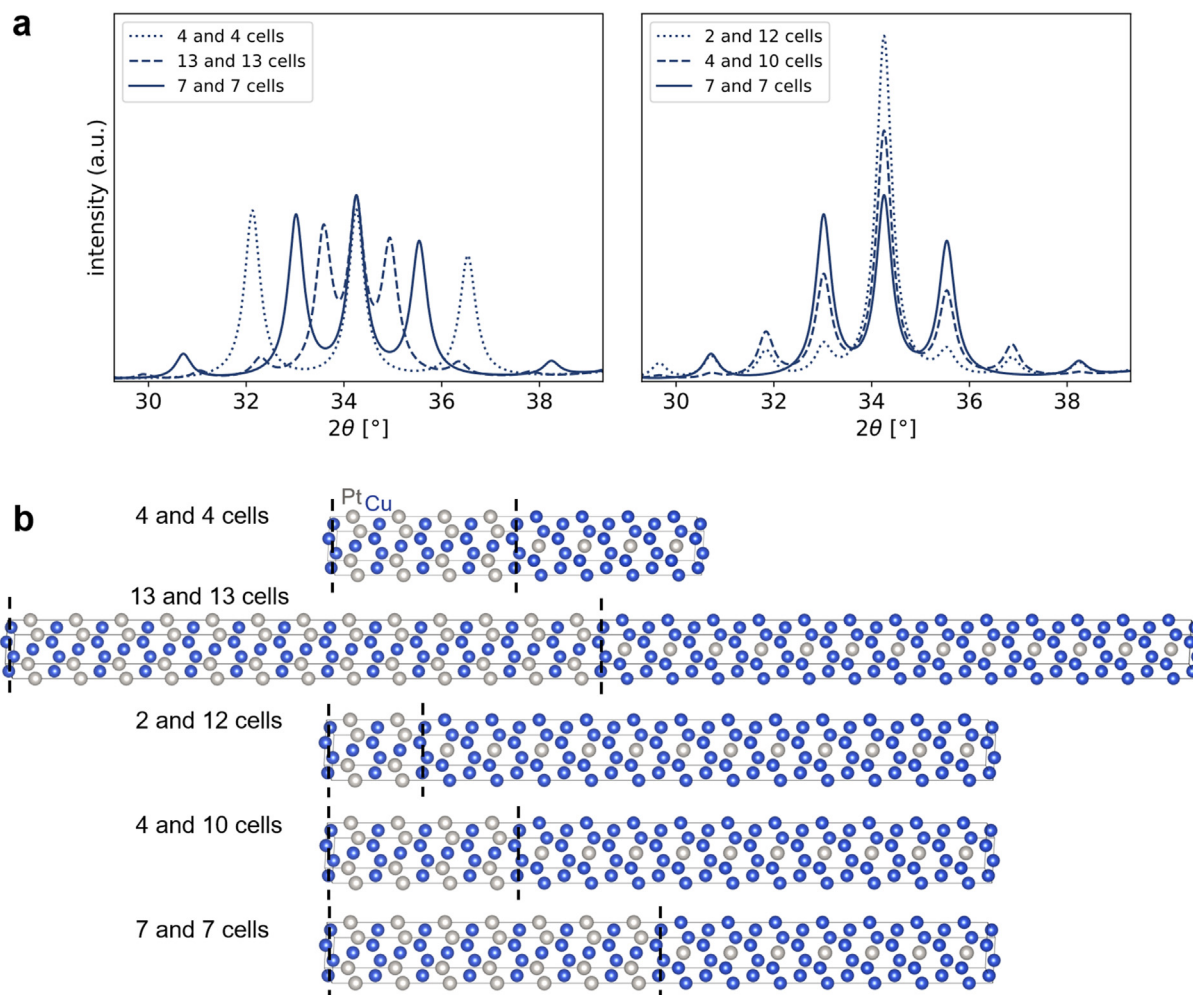 a
4 and 4 cells
13 and 13 cells
7 and 7 cells
2 and 12 cells
4 and 10 cells
7 and 7 cells
intensity (a.u.)
30 32 34 36 38
30 32 34 36 38
2θ [°]
2θ [°]
b
4 and 4 cells
Pt Cu
13 and 13 cells
2 and 12 cells
4 and 10 cells
7 and 7 cells